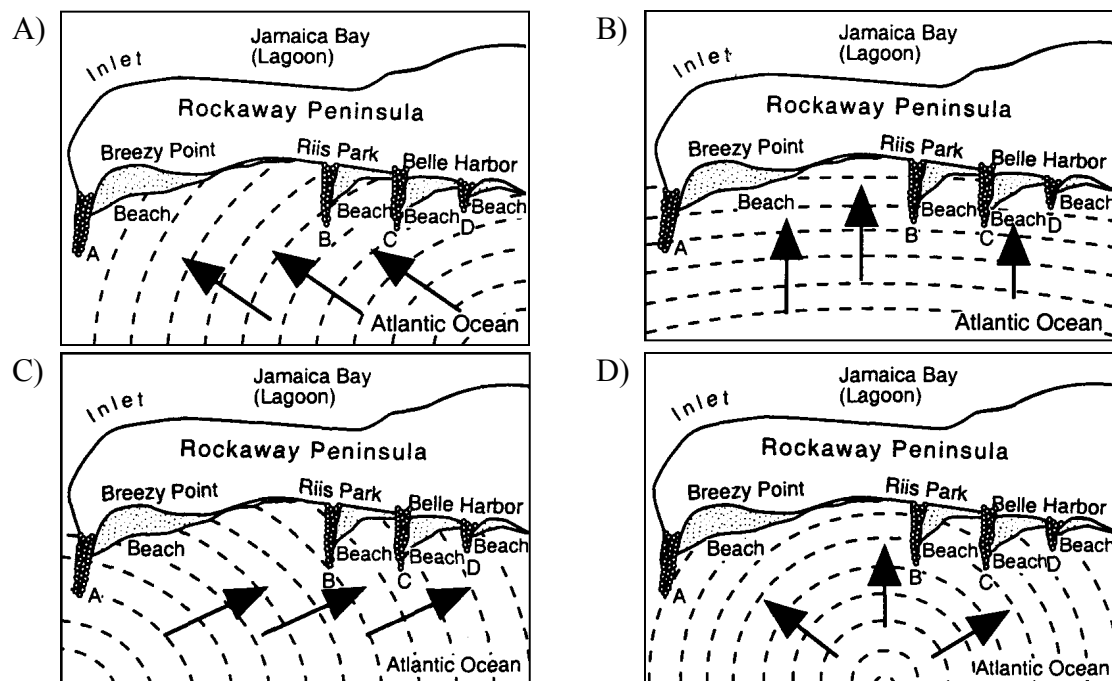 A)
Jamaica Bay
(Lagoon)
Inlet
Rockaway Peninsula
Breezy Point
Riis Park
Belle Harbor
Beach
Beach
Beach
Beach
A
B
C
D
Atlantic Ocean
B)
Jamaica Bay
(Lagoon)
Inlet
Rockaway Peninsula
Breezy Point
Riis Park
Belle Harbor
Beach
Beach
Beach
Beach
A
B
C
D
Atlantic Ocean
C)
Jamaica Bay
(Lagoon)
Inlet
Rockaway Peninsula
Breezy Point
Riis Park
Belle Harbor
Beach
Beach
Beach
Beach
A
B
C
D
Atlantic Ocean
D)
Jamaica Bay
(Lagoon)
Inlet
Rockaway Peninsula
Breezy Point
Riis Park
Belle Harbor
Beach
Beach
Beach
Beach
A
B
C
D
Atlantic Ocean